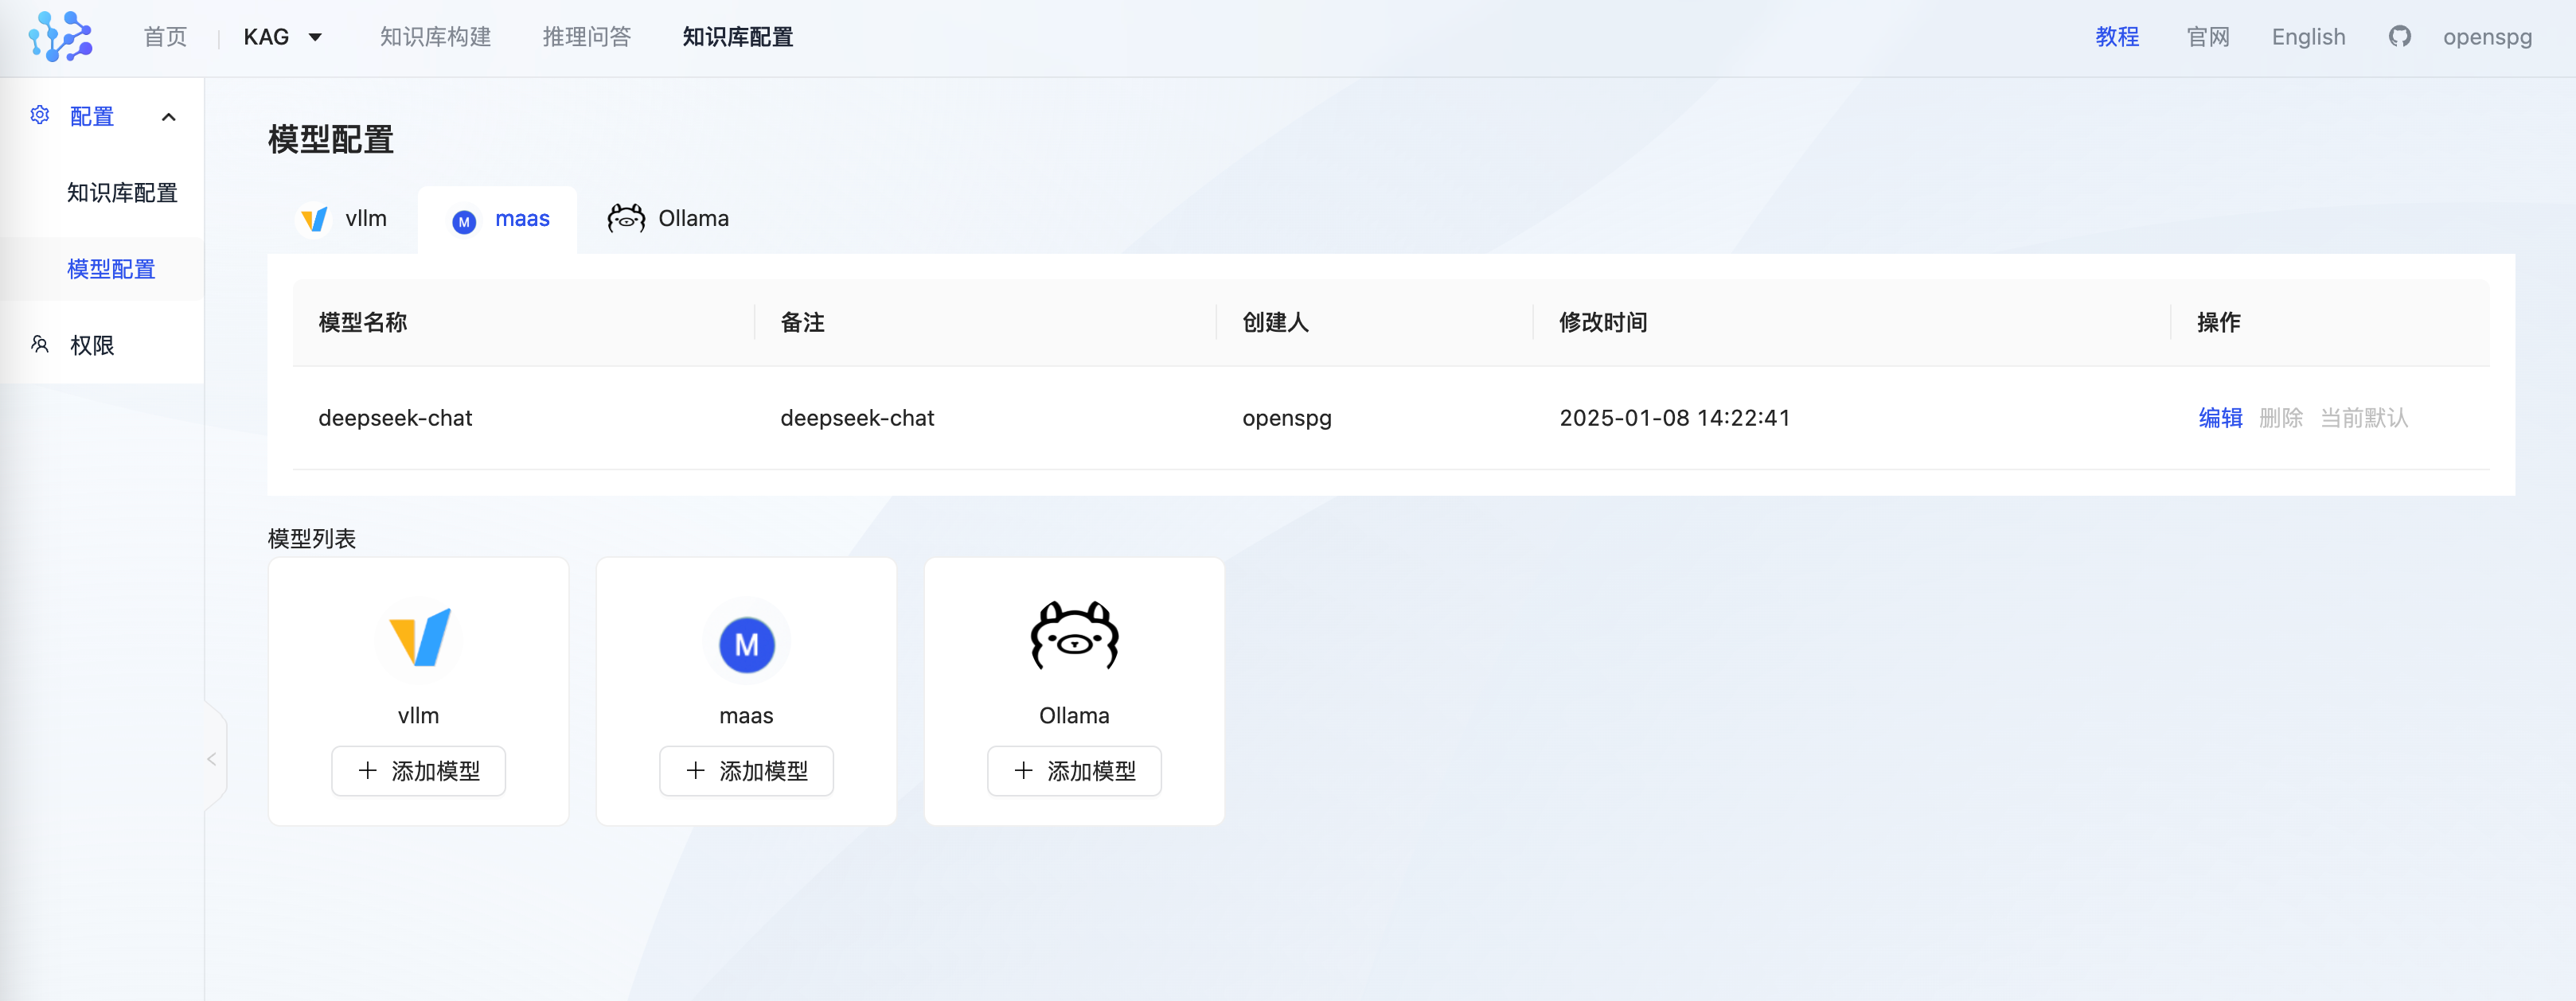 首页 KAG 知识库构建 推理问答 知识库配置 教程 官网 English openspg
配置
知识库配置
模型配置
权限
模型配置
vllm M maas Ollama
模型名称 备注 创建人 修改时间 操作
deepseek-chat deepseek-chat openspg 2025-01-08 14:22:41 编辑 删除 当前默认
模型列表
M
vllm maas Ollama
添加模型 添加模型 添加模型